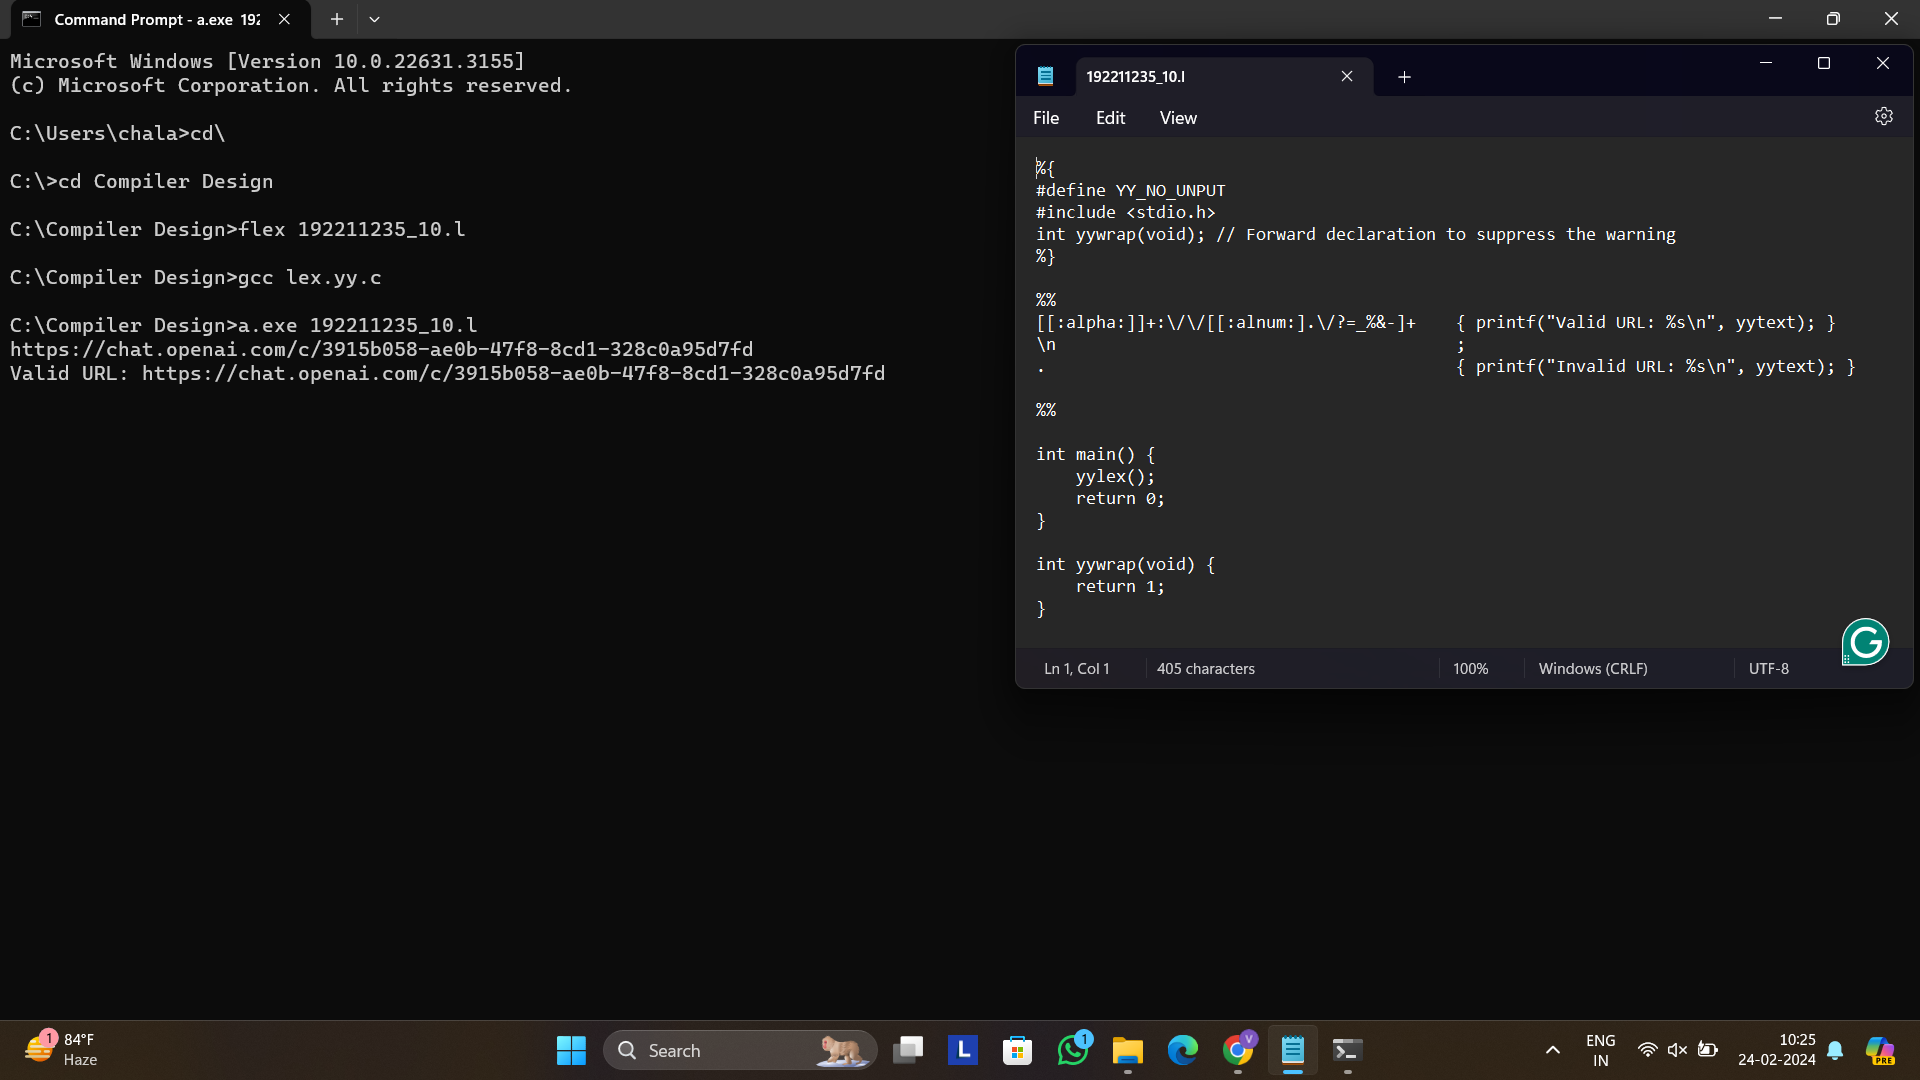 Command Prompt - a.exe 192
Microsoft Windows [Version 10.0.22631.3155]
(c) Microsoft Corporation. All rights reserved.
C:\Users\chala>cd\
C:\>cd Compiler Design
C:\Compiler Design>flex 192211235_10.l
C:\Compiler Design>gcc lex.yy.c
C:\Compiler Design>a.exe 192211235_10.l
https://chat.openai.com/c/3915b058-ae0b-47f8-8cd1-328c0a95d7fd
Valid URL: https://chat.openai.com/c/3915b058-ae0b-47f8-8cd1-328c0a95d7fd
192211235_10.l
File Edit View
%{
#define YY_NO_UNPUT
#include <stdio.h>
int yywrap(void); // Forward declaration to suppress the warning
%}
%%
[[:alpha:]]+:\/\/[[:alnum:].\/?=_%&-]+    { printf("Valid URL: %s\n", yytext); }
\n                                        ;
.                                         { printf("Invalid URL: %s\n", yytext); }
%%
int main() {
    yylex();
    return 0;
}
int yywrap(void) {
    return 1;
}
Ln 1, Col 1 405 characters 100% Windows (CRLF) UTF-8
1
84°F
Haze
Search
L
1
V
ENG
IN
10:25
24-02-2024
PRE